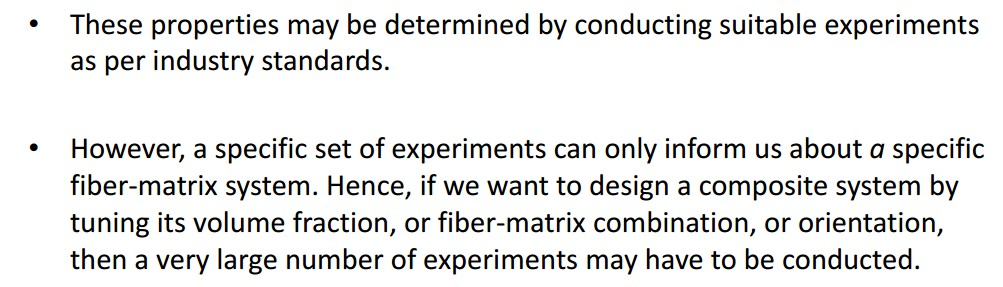 • These properties may be determined by conducting suitable experiments
as per industry standards.
• However, a specific set of experiments can only inform us about a specific
fiber-matrix system. Hence, if we want to design a composite system by
tuning its volume fraction, or fiber-matrix combination, or orientation,
then a very large number of experiments may have to be conducted.